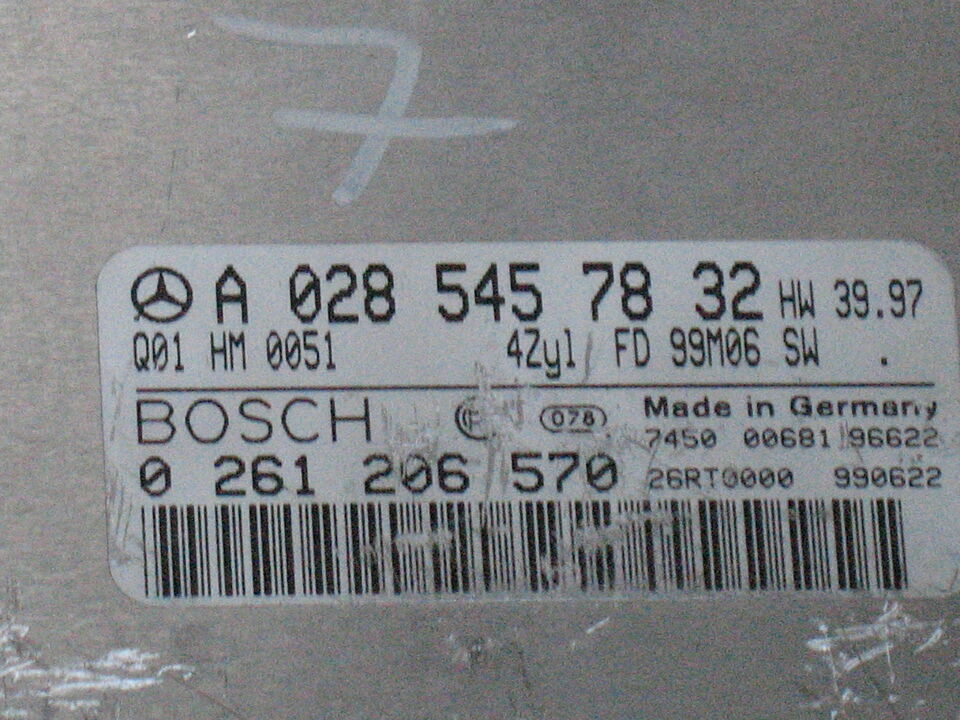 7
A 028 545 78 32 HW 39.97
Q01 HM 0051 4Zyl FD 99M06 SW .
BOSCH 078 Made in Germany
7450 00681 96622
0 261 206 570 26RT0000 990622